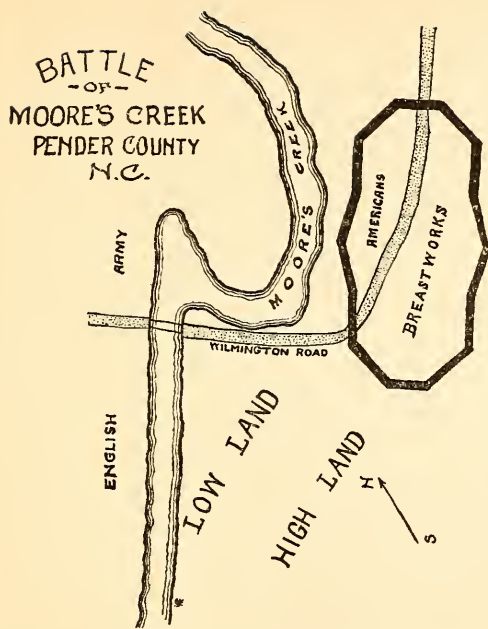 BATTLE
-OF-
MOORE'S CREEK
PENDER COUNTY
N.C.
MOORE'S CREEK
ARMY
ENGLISH
AMERICANS
BREASTWORKS
WILMINGTON ROAD
LOW LAND
HIGH LAND
N
S